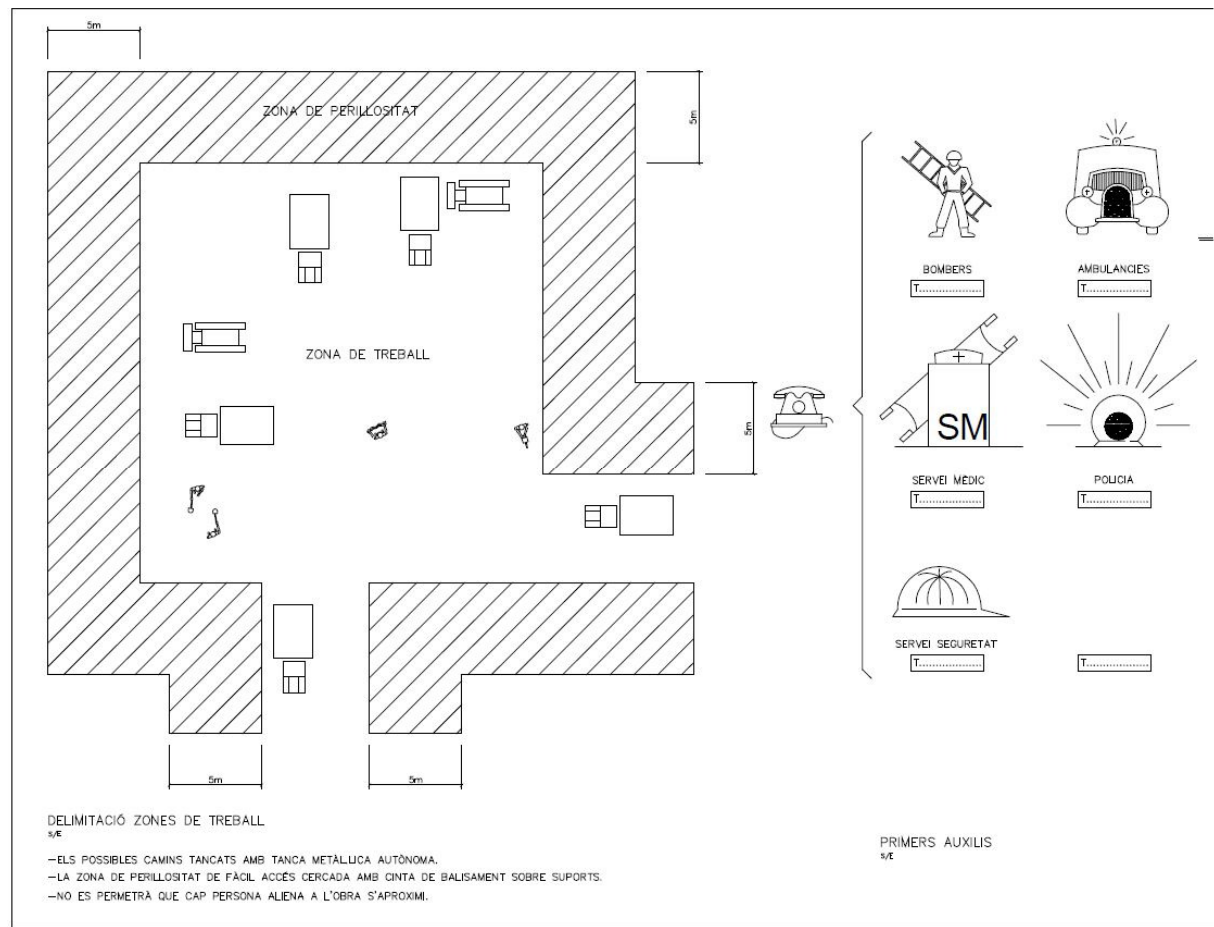 5m
ZONA DE PERILLOSITAT
5m
ZONA DE TREBALL
5m
5m
5m
DELIMITACIÓ ZONES DE TREBALL
S/E
-ELS POSSIBLES CAMINS TANCATS AMB TANCA METÀL.LICA AUTÒNOMA.
-LA ZONA DE PERILLOSITAT DE FÀCIL ACCÉS CERCADA AMB CINTA DE BALISAMENT SOBRE SUPORTS.
-NO ES PERMETRÀ QUE CAP PERSONA ALIENA A L'OBRA S'APROXIMI.
BOMBERS
T..................
AMBULANCIES
T..................
SM
SERVEI MÈDIC
T..................
POLICIA
T..................
SERVEI SEGURETAT
T..................
T..................
PRIMERS AUXILIS
S/E